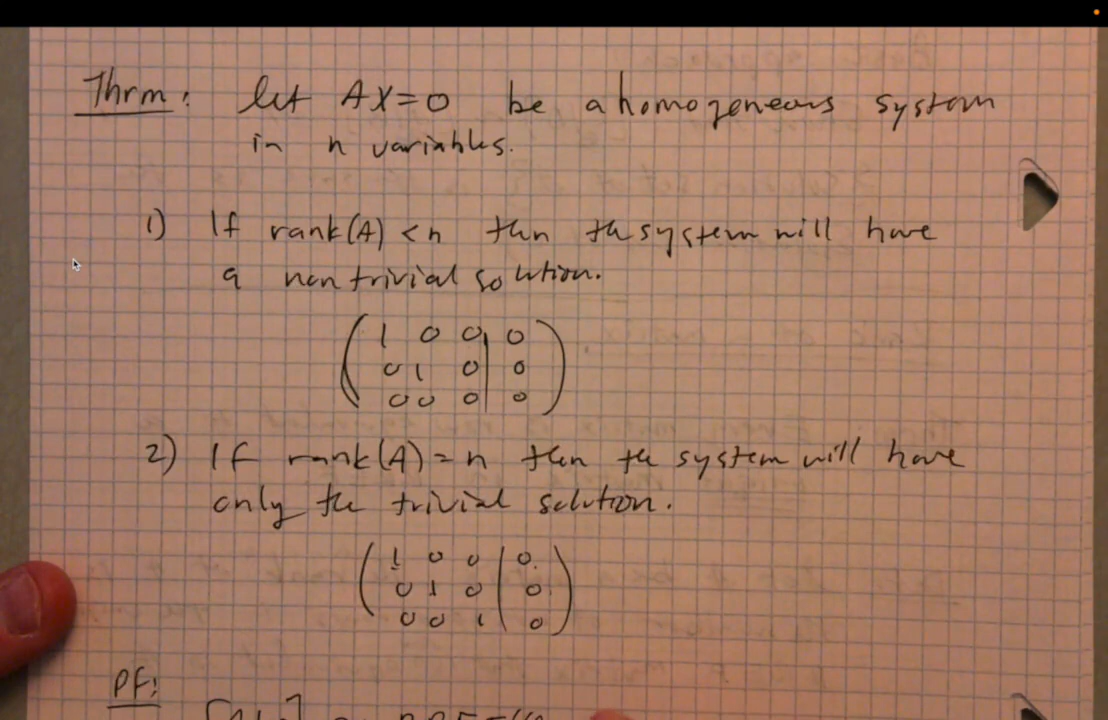 Thrm: let AX=0 be a homogeneous system
in n variables.
1) If rank(A) <n then the system will have
a nontrivial solution.
1 0 0 0
0 1 0 0
0 0 0 0
2) If rank(A)=n then the system will have
only the trivial solution.
1 0 0 0
0 1 0 0
0 0 1 0
PF: